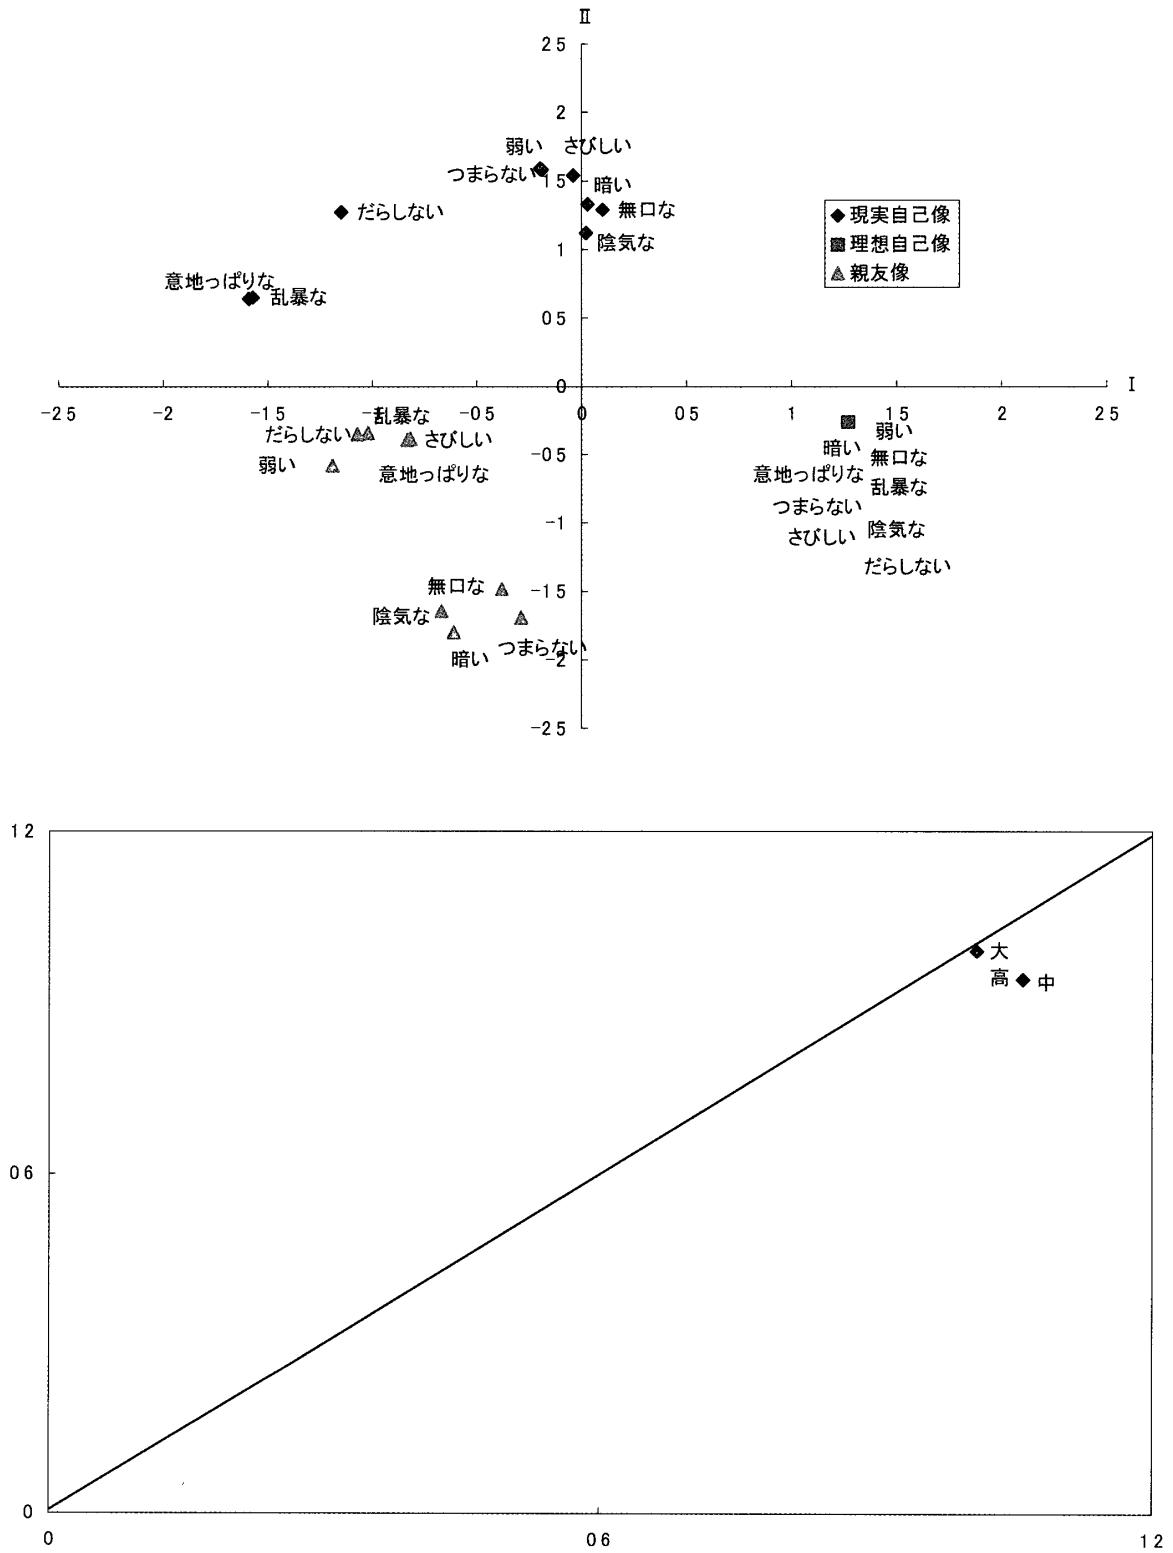 Ⅱ
2 5
2
弱い さびしい
つまらない 1 5
暗い
だらしない 無口な
陰気な
1
◆現実自己像
■理想自己像
▲親友像
意地っぱりな
乱暴な
0 5
0
Ⅰ
-2 5 -2 -1 5 -1 -0 5 0 0 5 1 1 5 2 2 5
乱暴な
だらしない さびしい
弱い 意地っぱりな
-0 5
弱い
暗い 無口な
意地っぱりな 乱暴な
つまらない
さびしい 陰気な
だらしない
-1
無口な -1 5
陰気な
暗い つまらない
-2
-2 5
1 2
大
高 中
0 6
0
0 0 6 1 2